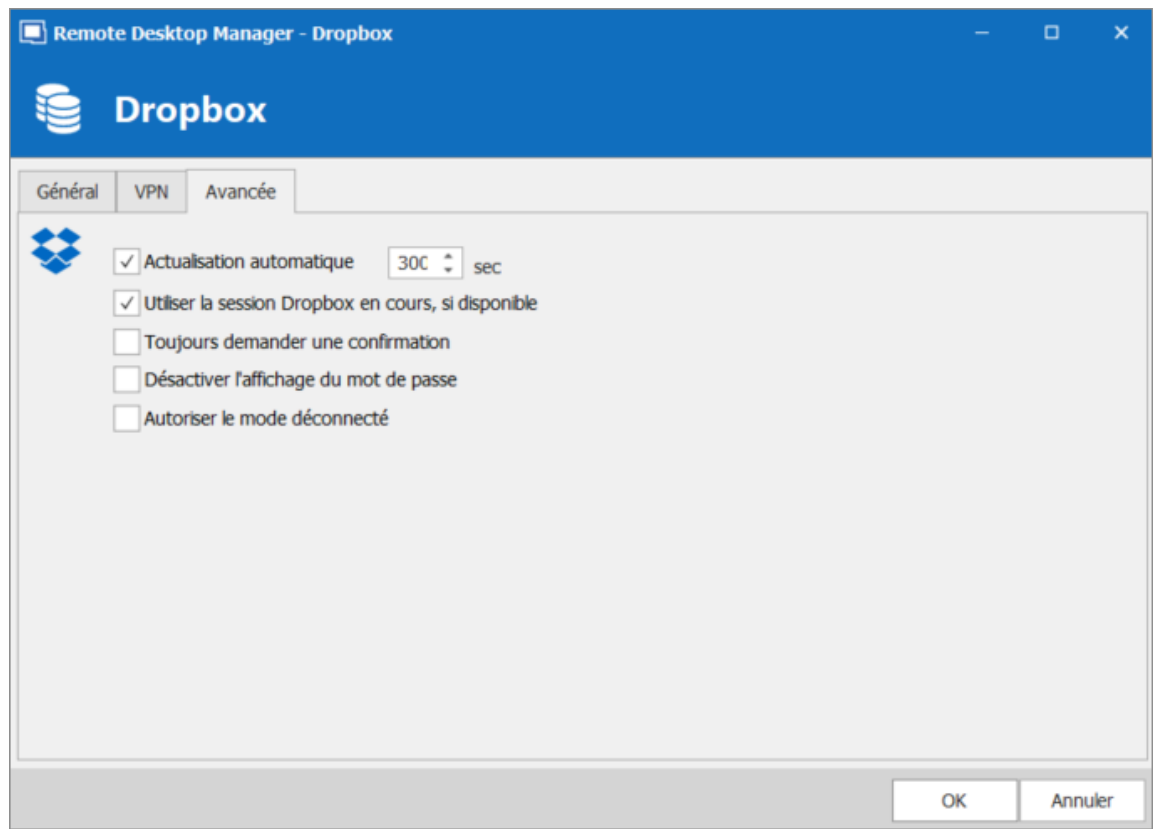 Remote Desktop Manager - Dropbox
Dropbox
Général VPN Avancée
Actualisation automatique 300 sec
Utiliser la session Dropbox en cours, si disponible
Toujours demander une confirmation
Désactiver l'affichage du mot de passe
Autoriser le mode déconnecté
OK Annuler